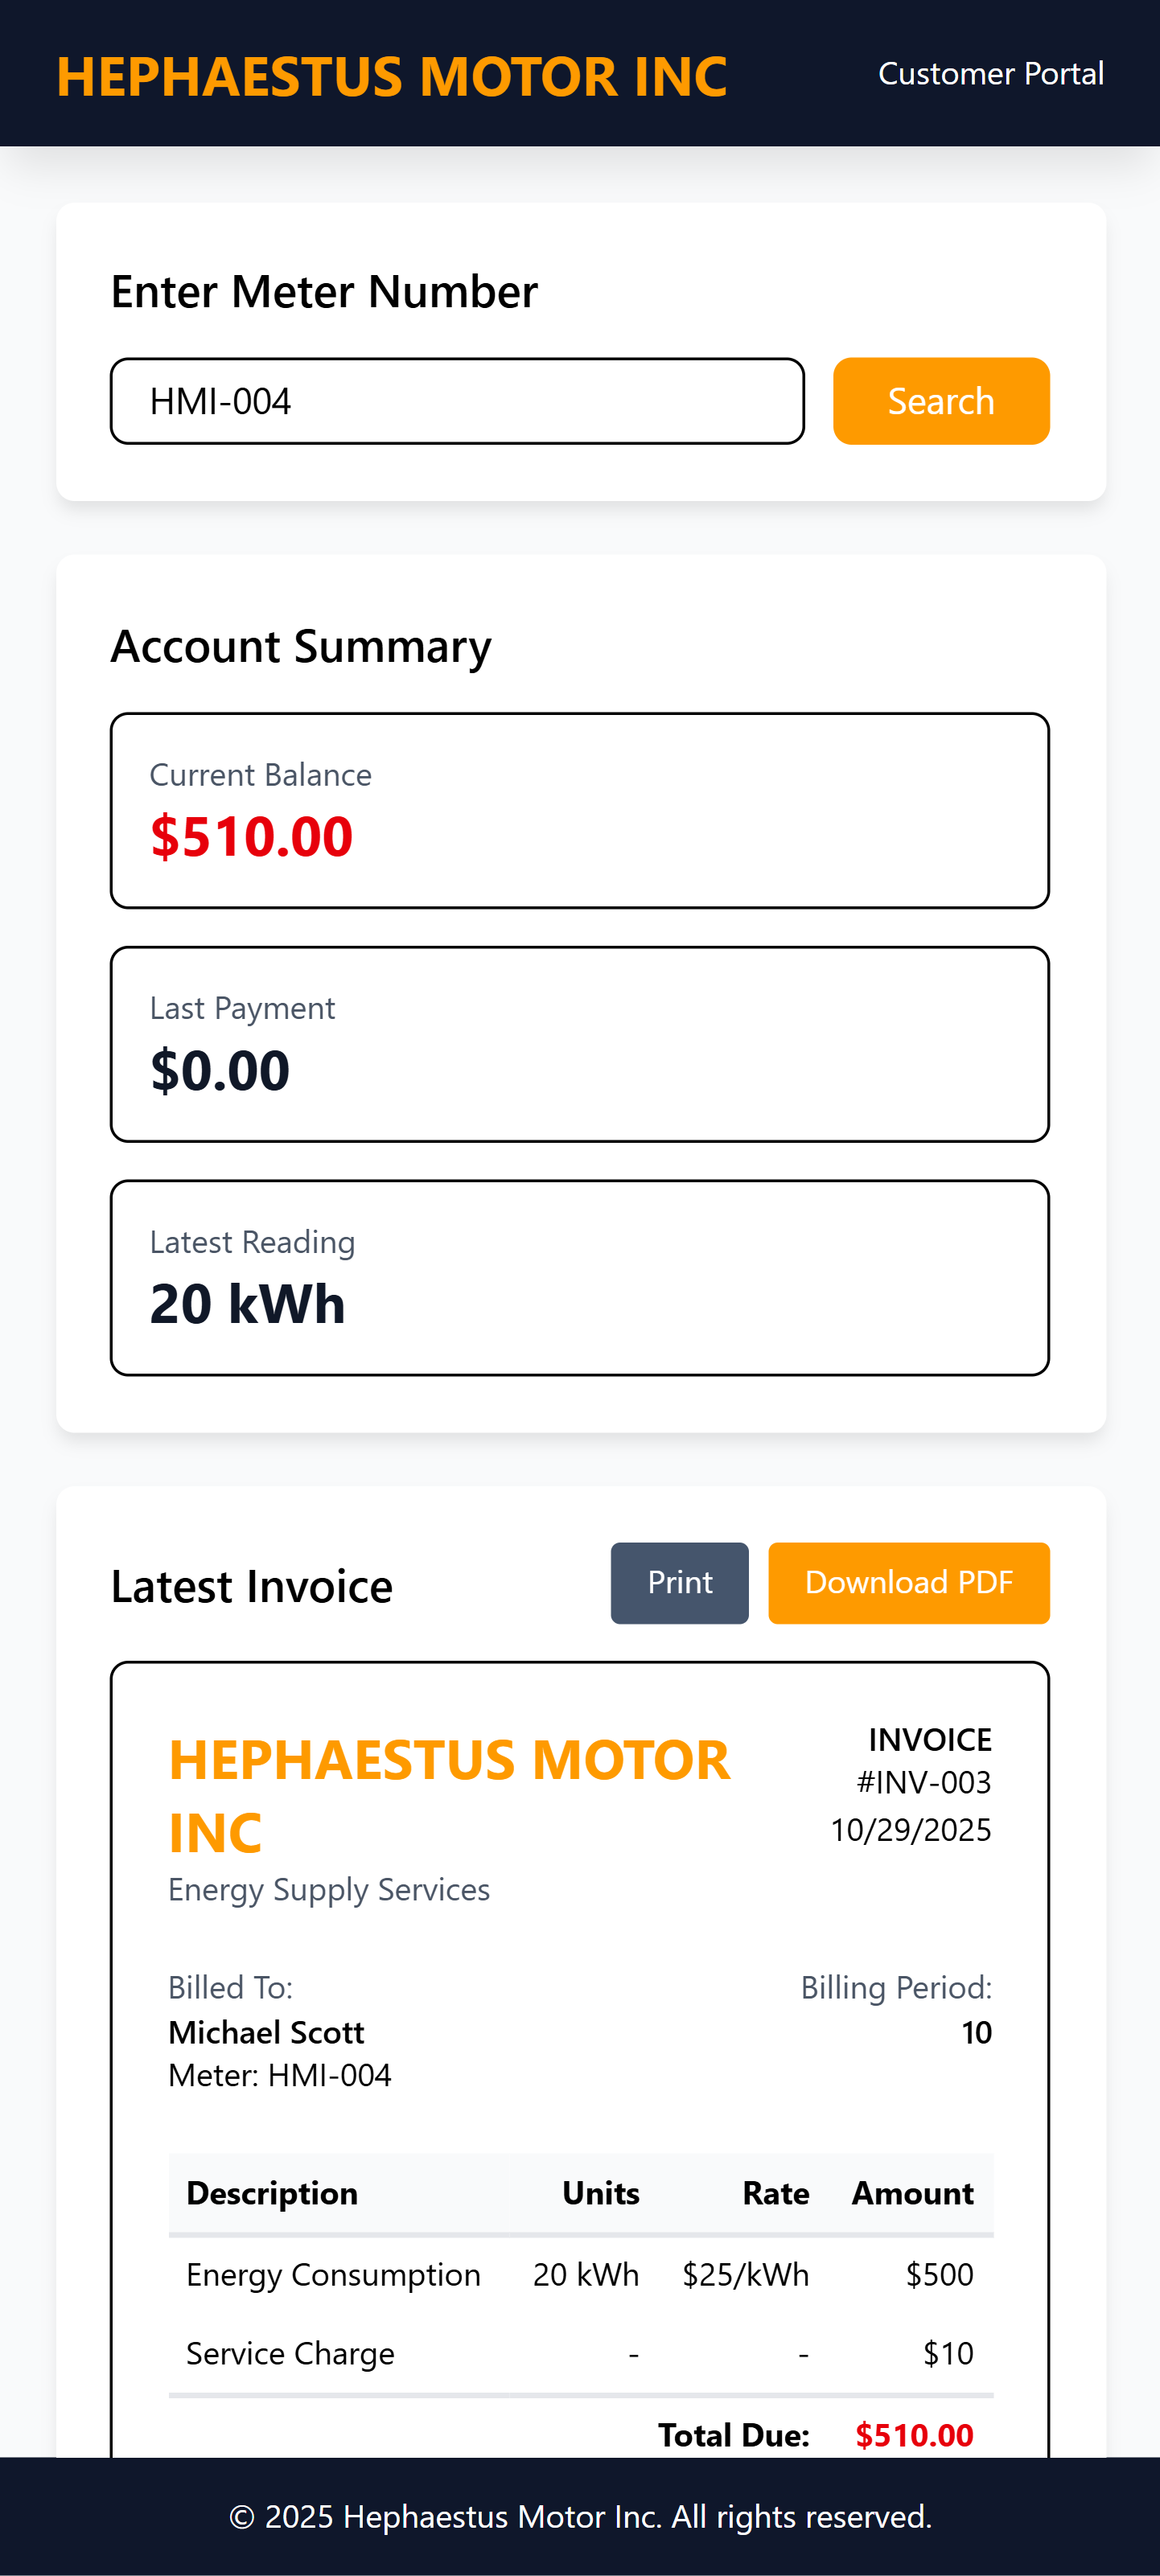 HEPHAESTUS MOTOR INC
Customer Portal
Enter Meter Number
HMI-004
Search
Account Summary
Current Balance
$510.00
Last Payment
$0.00
Latest Reading
20 kWh
Latest Invoice
Print
Download PDF
HEPHAESTUS MOTOR
INC
Energy Supply Services
INVOICE
#INV-003
10/29/2025
Billed To:
Michael Scott
Meter: HMI-004
Billing Period:
10
Description Units Rate Amount
Energy Consumption 20 kWh $25/kWh $500
Service Charge - - $10
Total Due: $510.00
© 2025 Hephaestus Motor Inc. All rights reserved.